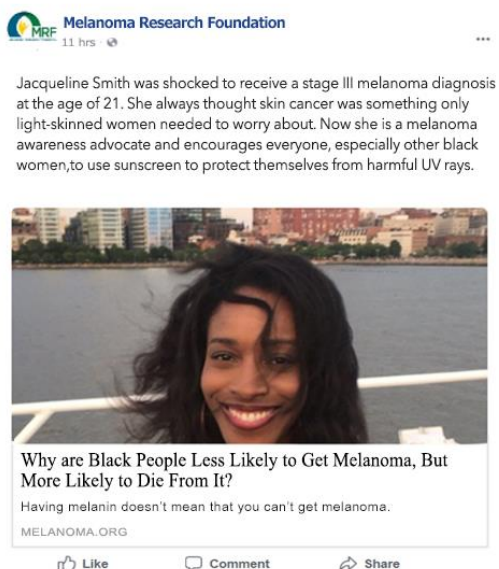 MRF
Melanoma Research Foundation
11 hrs
Jacqueline Smith was shocked to receive a stage III melanoma diagnosis
at the age of 21. She always thought skin cancer was something only
light-skinned women needed to worry about. Now she is a melanoma
awareness advocate and encourages everyone, especially other black
women,to use sunscreen to protect themselves from harmful UV rays.
Why are Black People Less Likely to Get Melanoma, But
More Likely to Die From It?
Having melanin doesn't mean that you can't get melanoma.
MELANOMA.ORG
Like Comment Share